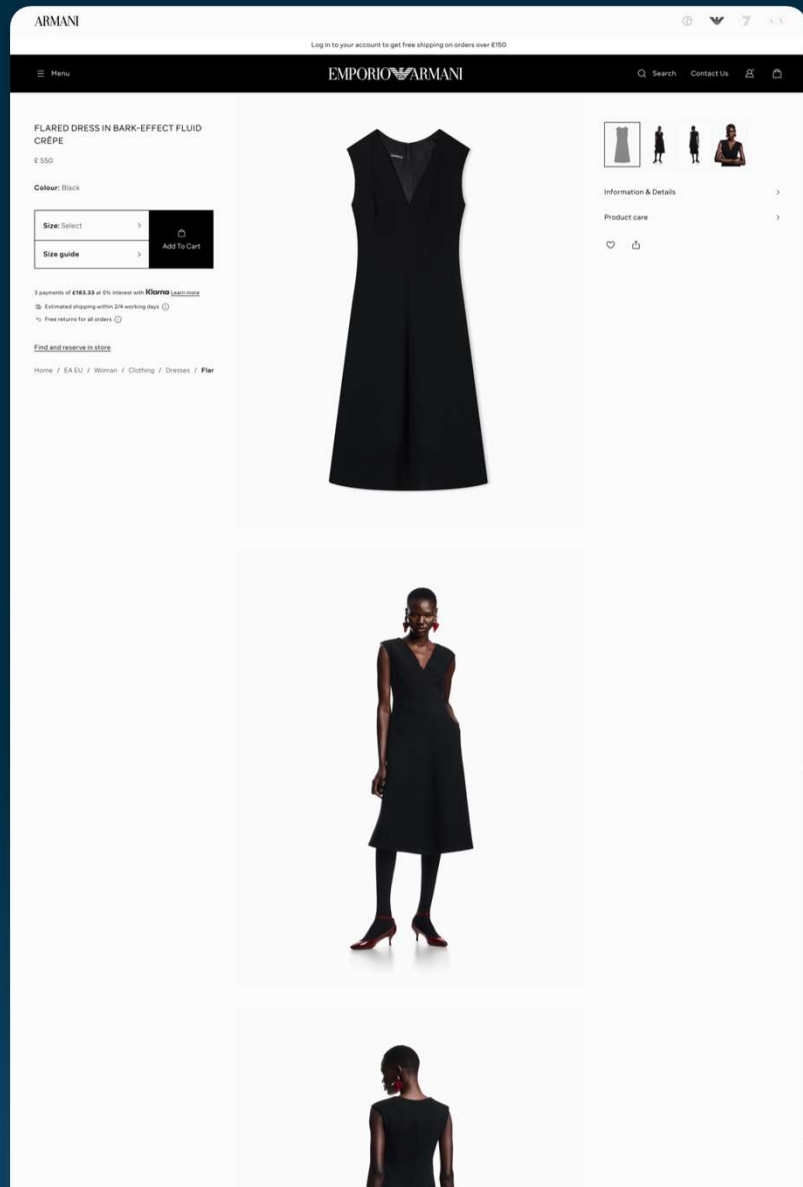 ARMANI
A|X
Log in to your account to get free shipping on orders over £150
Menu
EMPORIO ARMANI
Search
Contact Us
FLARED DRESS IN BARK-EFFECT FLUID
CRÊPE
£ 550
Colour: Black
Size: Select
Add To Cart
Size guide
3 payments of £183.33 at 0% interest with Klarna Learn more
Estimated shipping within 2/4 working days
Free returns for all orders
Find and reserve in store
Home / EA EU / Woman / Clothing / Dresses / Flar
Information & Details
Product care